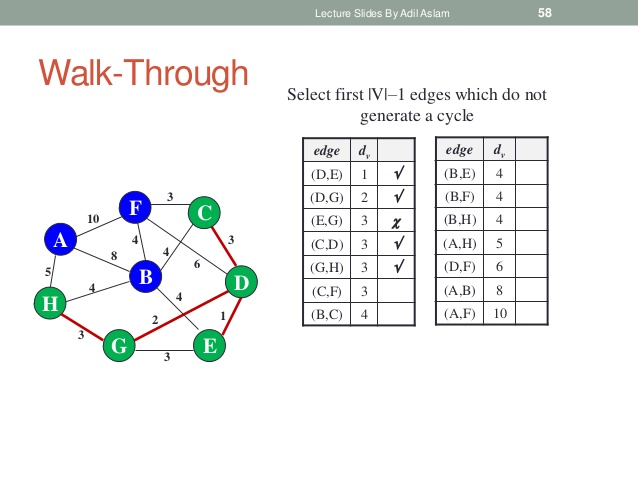 Lecture Slides By Adil Aslam 58
Walk-Through
Select first |V|–1 edges which do not
generate a cycle
edge dv
(D,E) 1 √
(D,G) 2 √
(E,G) 3 χ
(C,D) 3 √
(G,H) 3 √
(C,F) 3
(B,C) 4
edge dv
(B,E) 4
(B,F) 4
(B,H) 4
(A,H) 5
(D,F) 6
(A,B) 8
(A,F) 10
3
F
C
10
A
4
3
8
4
6
5
B
D
4
4
H
2
1
3
G
3
E